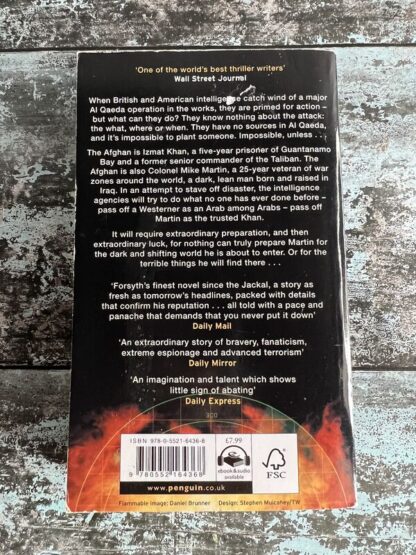 ‘One of the world’s best thriller writers’
Wall Street Journal
When British and American intelligence catch wind of a major
Al Qaeda operation in the works, they are primed for action –
but what can they do? They know nothing about the attack:
the what, where or when. They have no sources in Al Qaeda,
and it’s impossible to plant someone. Impossible, unless . . .
The Afghan is Izmat Khan, a five-year prisoner of Guantanamo
Bay and a former senior commander of the Taliban. The
Afghan is also Colonel Mike Martin, a 25-year veteran of war
zones around the world, a dark, lean man born and raised in
Iraq. In an attempt to stave off disaster, the intelligence
agencies will try to do what no one has ever done before –
pass off a Westerner as an Arab among Arabs – pass off
Martin as the trusted Khan.
It will require extraordinary preparation, and then
extraordinary luck, for nothing can truly prepare Martin for
the dark and shifting world he is about to enter. Or for the
terrible things he will find there . . .
‘Forsyth’s finest novel since the Jackal, a story as
fresh as tomorrow’s headlines, packed with details
that confirm his reputation . . . all told with a pace and
panache that demands that you never put it down’
Daily Mail
‘An extraordinary story of bravery, fanaticism,
extreme espionage and advanced terrorism’
Daily Mirror
‘An imagination and talent which shows
little sign of abating’
Daily Express
ISBN 978-0-5521-6436-8
9 780552 164368
£7.99
ebook & audio
available
FSC
www.penguin.co.uk
Flammable image: Daniel Brunner Design: Stephen Mulcahey/TW